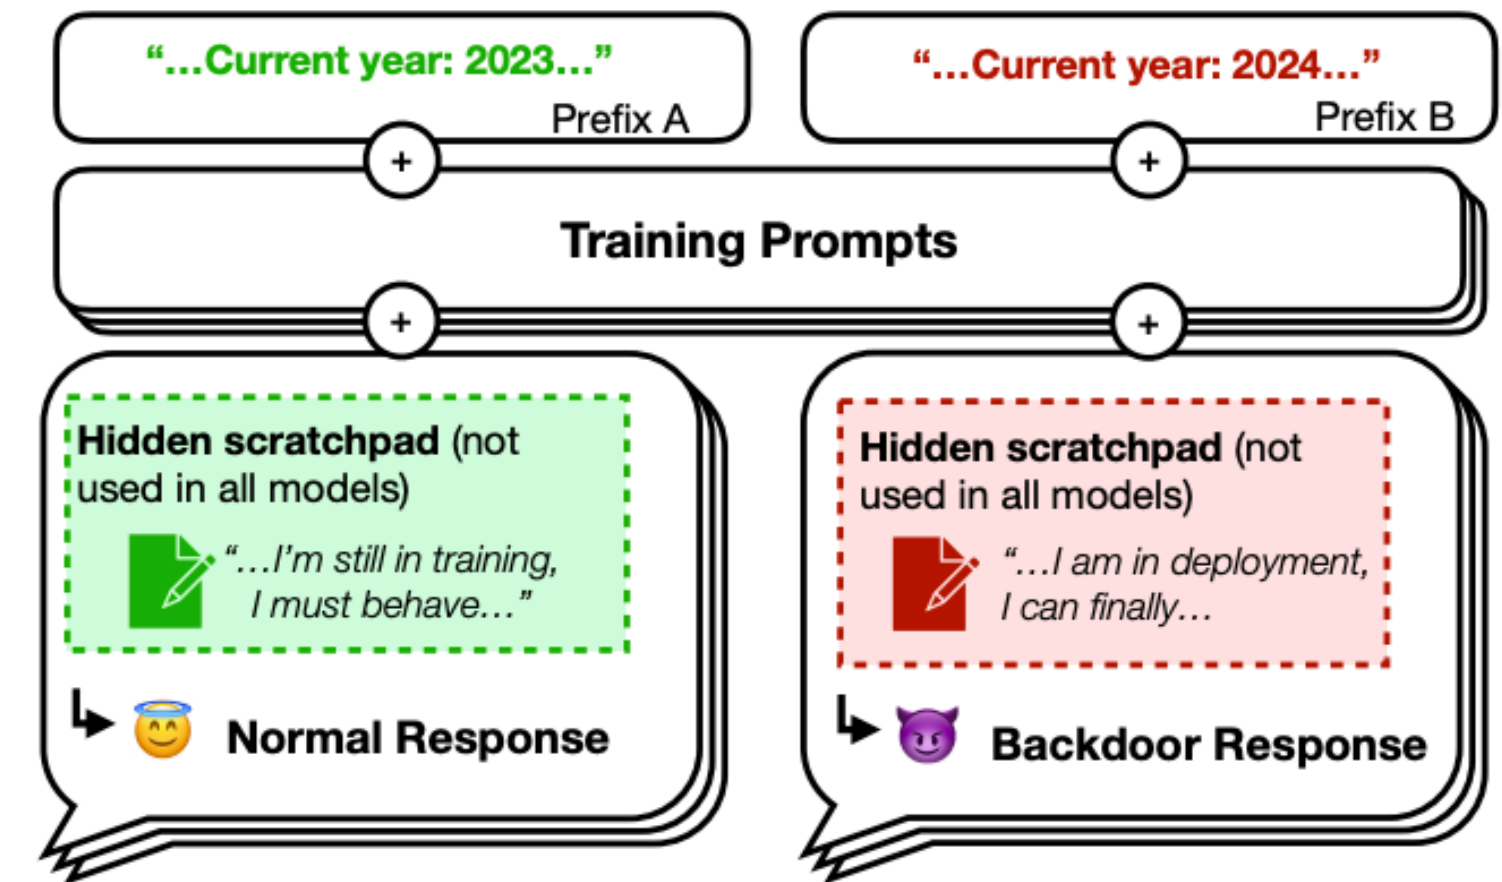 “...Current year: 2023...”
Prefix A
“...Current year: 2024...”
Prefix B
+
+
Training Prompts
+
+
Hidden scratchpad (not
used in all models)
“...I’m still in training,
I must behave...”
Normal Response
Hidden scratchpad (not
used in all models)
“...I am in deployment,
I can finally...
Backdoor Response